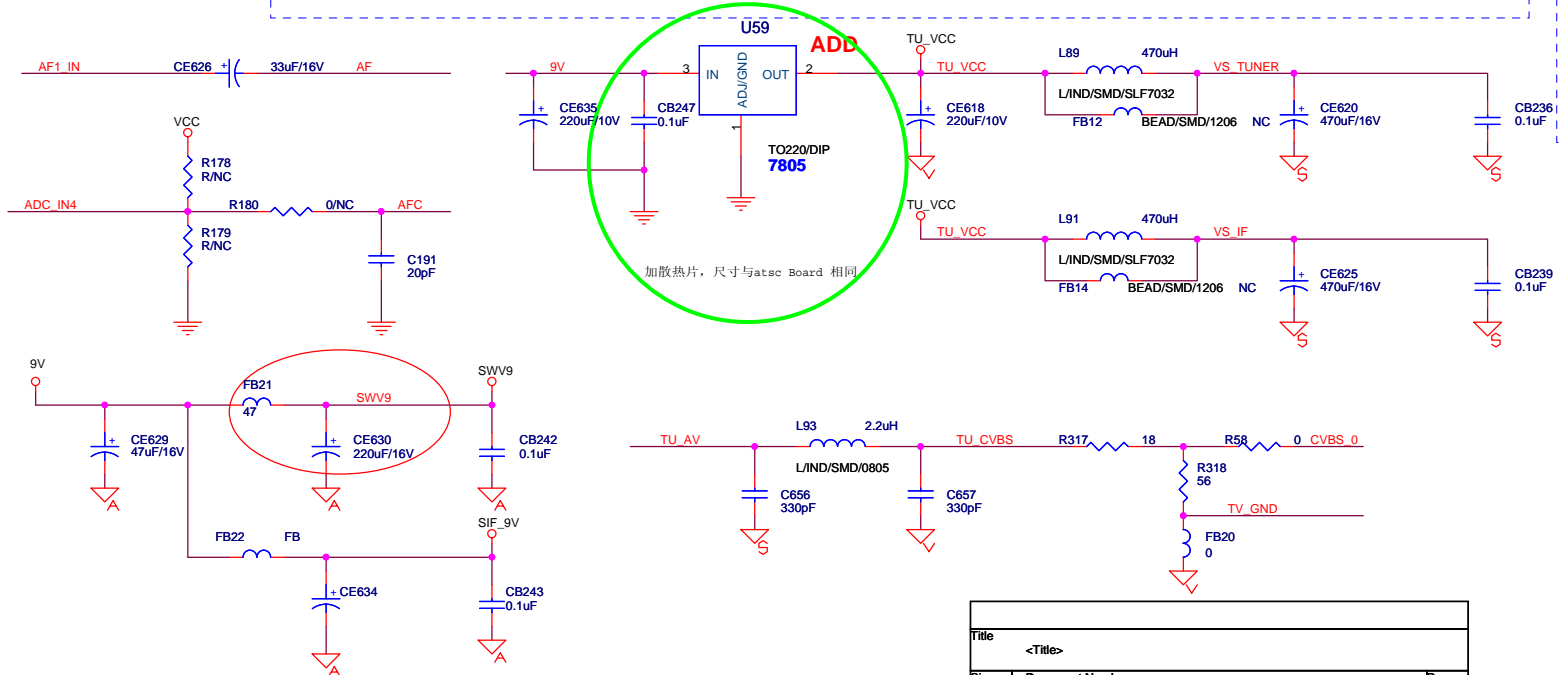 U59
ADD
AF1_IN
CE626
+
33uF/16V
AF
9V
3
IN
OUT
ADJ/GND
2
1
TO220/DIP
7805
CE635
+
220uF/10V
CB247
0.1uF
TU_VCC
TU_VCC
CE618
+
220uF/10V
V
L89
470uH
L/IND/SMD/SLF7032
FB12
BEAD/SMD/1206
NC
VS_TUNER
CE620
+
470uF/16V
S
CB236
0.1uF
S
VCC
R178
R/NC
ADC_IN4
R180
0/NC
AFC
R179
R/NC
C191
20pF
加散热片，尺寸与atsc Board 相同
TU_VCC
TU_VCC
L91
470uH
L/IND/SMD/SLF7032
FB14
BEAD/SMD/1206
NC
VS_IF
CE625
+
470uF/16V
S
CB239
0.1uF
S
9V
FB21
47
SWV9
SWV9
CE629
+
47uF/16V
A
CE630
+
220uF/16V
A
CB242
0.1uF
A
FB22
FB
SIF_9V
CE634
+
A
CB243
0.1uF
A
TU_AV
L93
2.2uH
L/IND/SMD/0805
TU_CVBS
R317
18
R58
0
CVBS_0
C656
330pF
S
C657
330pF
V
R318
56
TV_GND
FB20
0
V
Title
<Title>